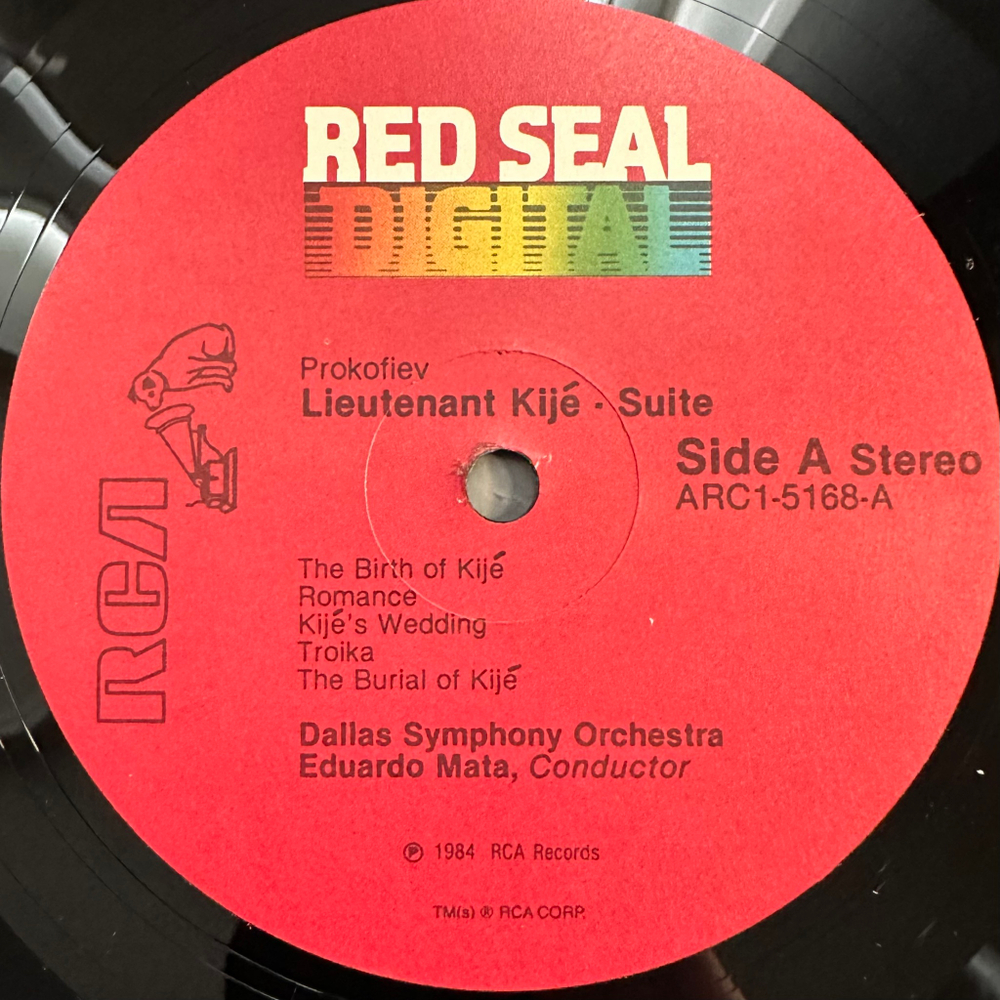 RED SEAL
DIGITAL
Prokofiev
Lieutenant Kijé · Suite
Side A Stereo
ARC1-5168-A
RCA
The Birth of Kijé
Romance
Kijé's Wedding
Troika
The Burial of Kijé
Dallas Symphony Orchestra
Eduardo Mata, Conductor
℗ 1984 RCA Records
TM(s) ® RCA CORP.